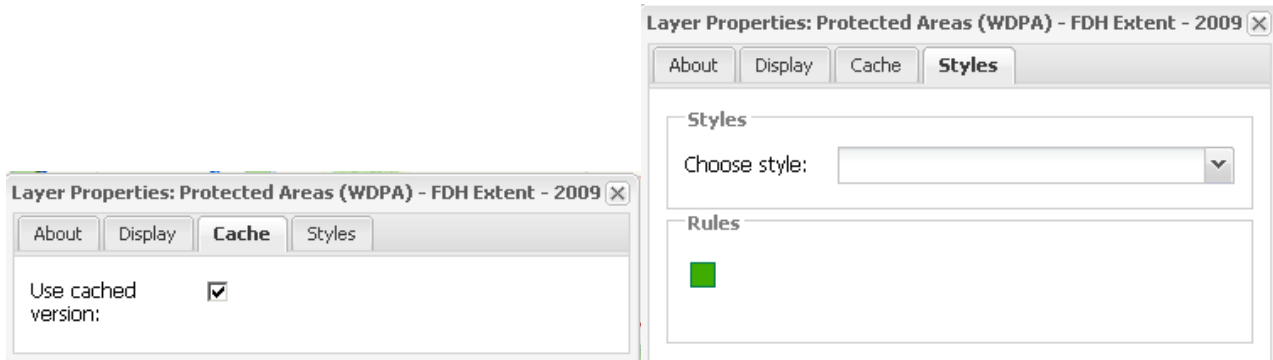 Layer Properties: Protected Areas (WDPA) - FDH Extent - 2009
About Display Cache Styles
Use cached
version:
Layer Properties: Protected Areas (WDPA) - FDH Extent - 2009
About Display Cache Styles
Styles
Choose style:
Rules